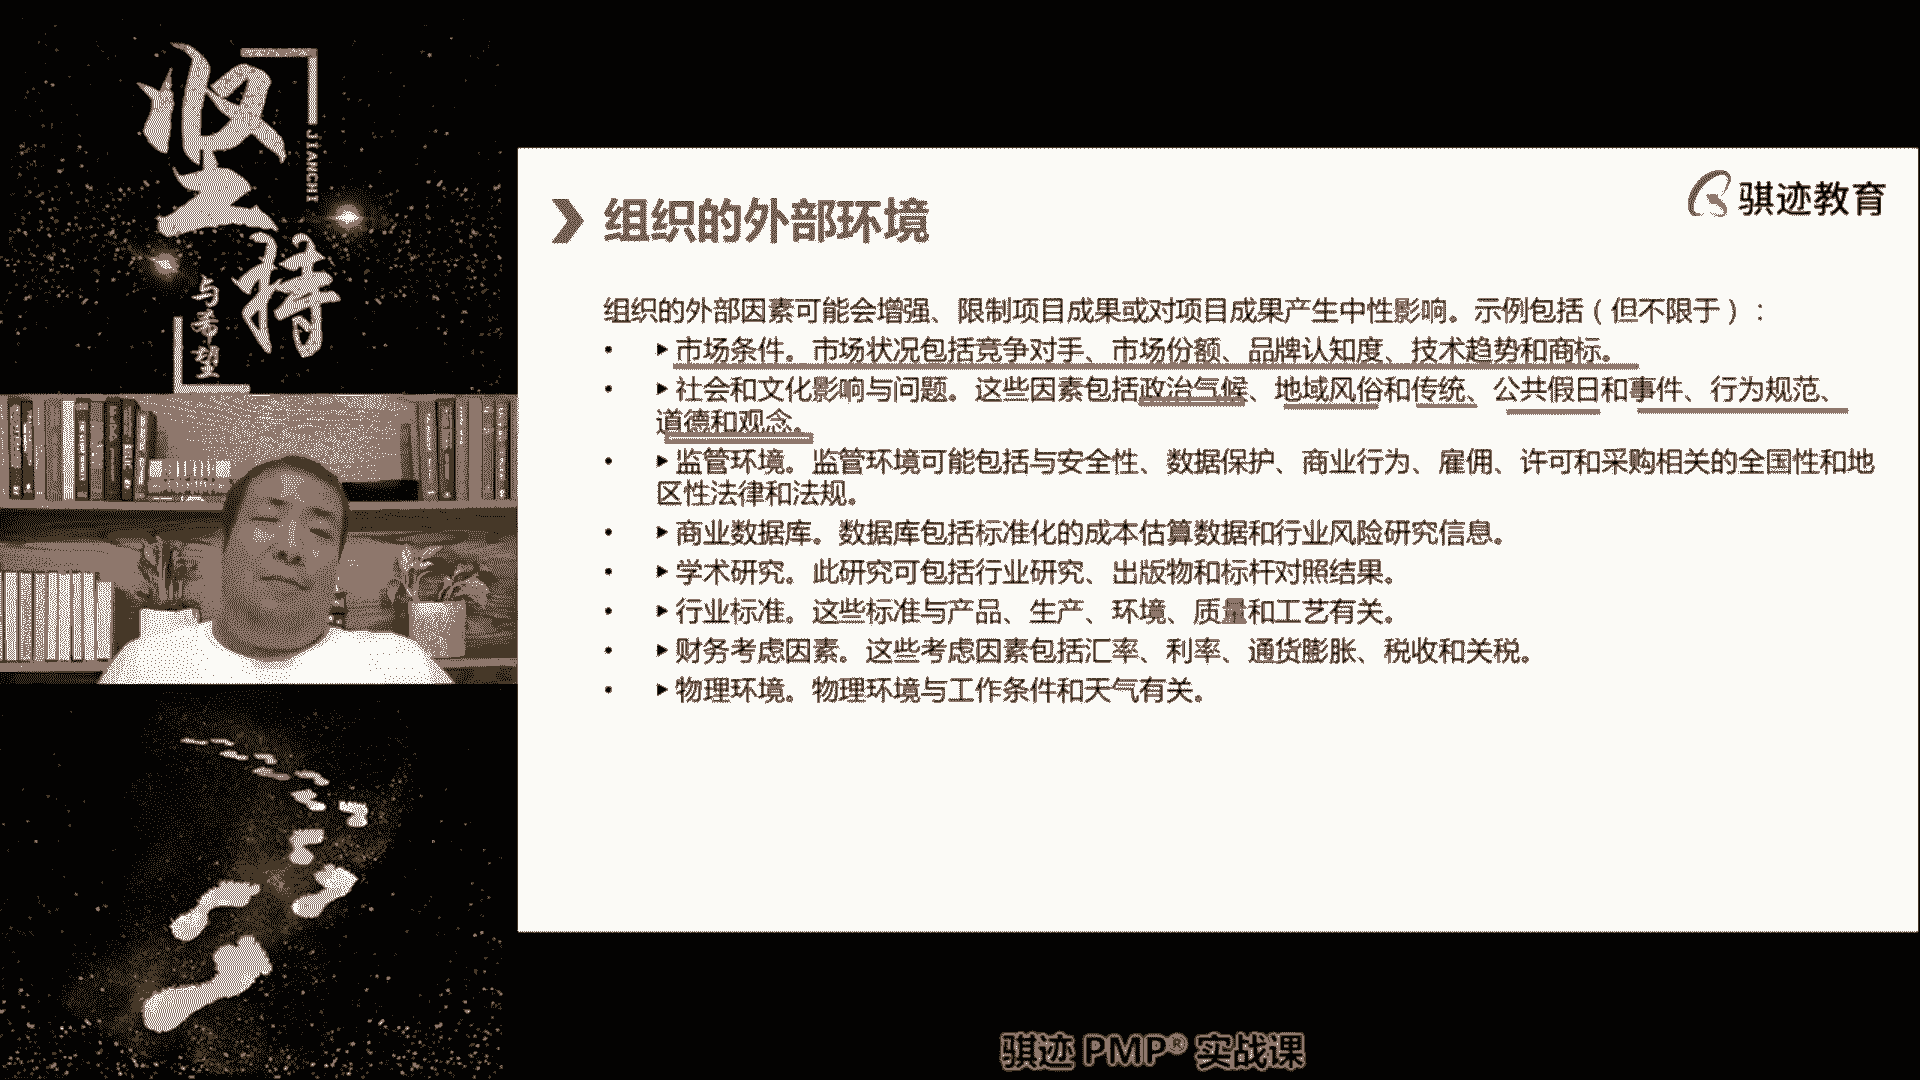 坚持
JIANCHI
与希望
骐迹教育
组织的外部环境
组织的外部因素可能会增强、限制项目成果或对项目成果产生中性影响。示例包括（但不限于）：
• ▶ 市场条件。市场状况包括竞争对手、市场份额、品牌认知度、技术趋势和商标。
• ▶ 社会和文化影响与问题。这些因素包括政治气候、地域风俗和传统、公共假日和事件、行为规范、
道德和观念。
• ▶ 监管环境。监管环境可能包括与安全性、数据保护、商业行为、雇佣、许可和采购相关的全国性和地
区性法律和法规。
• ▶ 商业数据库。数据库包括标准化的成本估算数据和行业风险研究信息。
• ▶ 学术研究。此研究可包括行业研究、出版物和标杆对照结果。
• ▶ 行业标准。这些标准与产品、生产、环境、质量和工艺有关。
• ▶ 财务考虑因素。这些考虑因素包括汇率、利率、通货膨胀、税收和关税。
• ▶ 物理环境。物理环境与工作条件和天气有关。
骐迹 PMP® 实战课